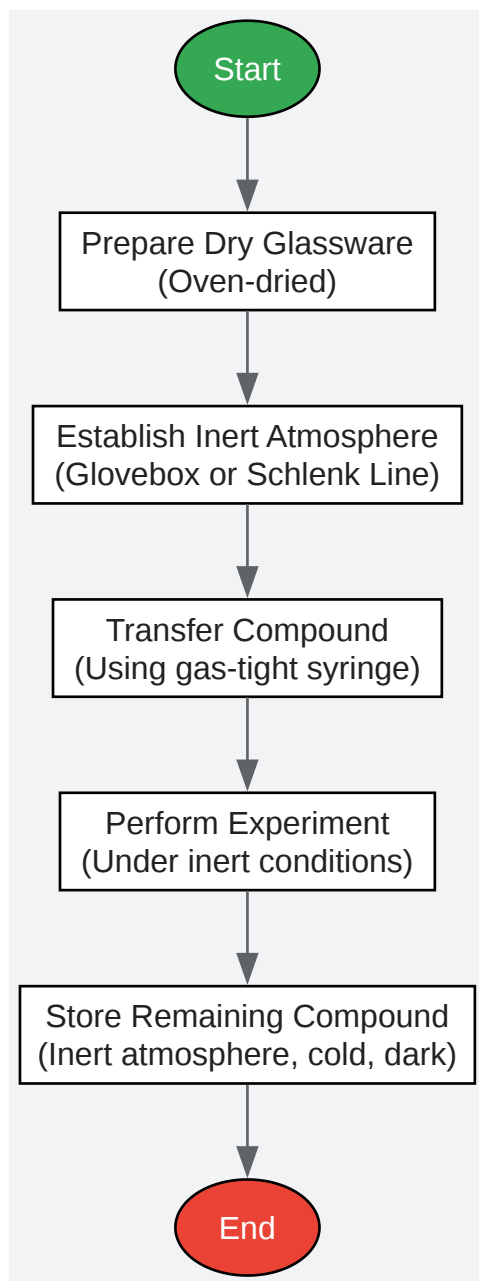 Start
Prepare Dry Glassware
(Oven-dried)
Establish Inert Atmosphere
(Glovebox or Schlenk Line)
Transfer Compound
(Using gas-tight syringe)
Perform Experiment
(Under inert conditions)
Store Remaining Compound
(Inert atmosphere, cold, dark)
End